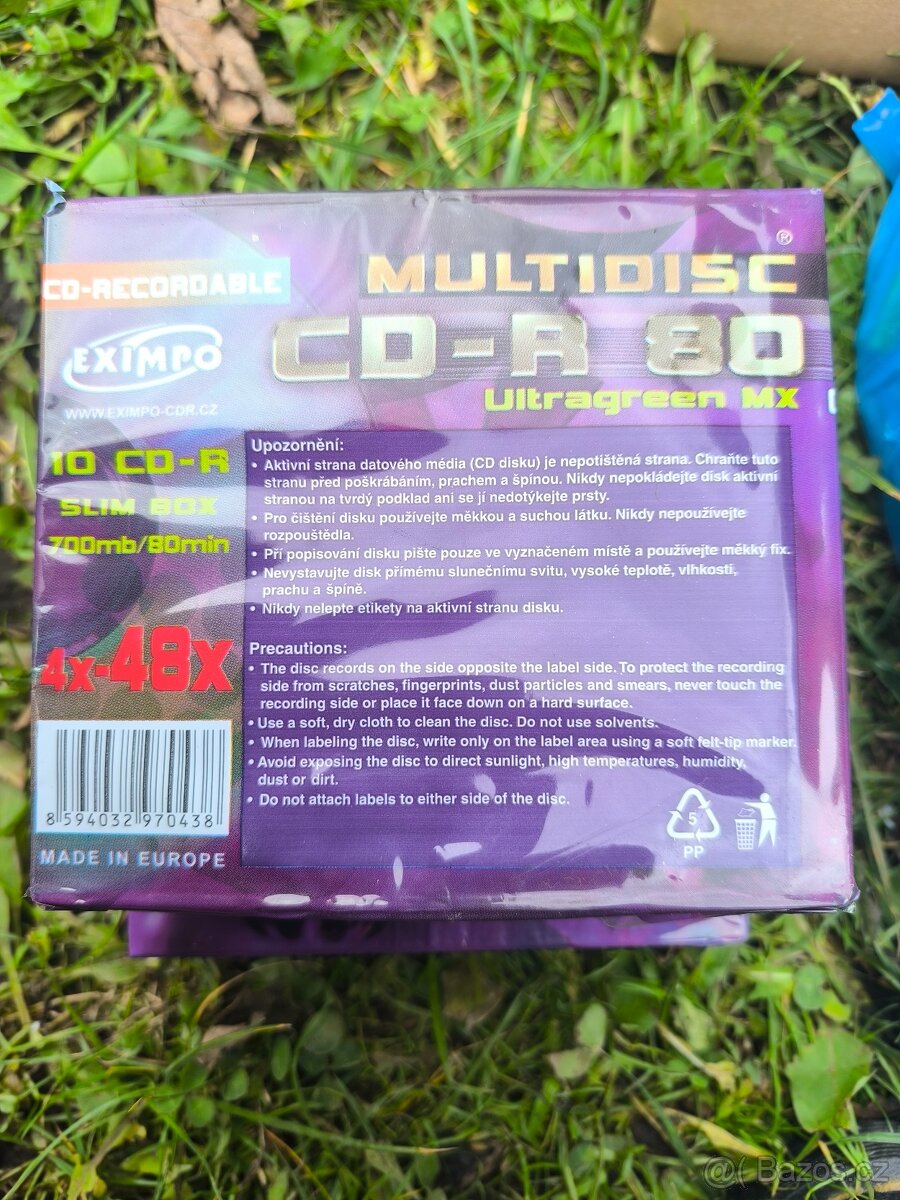 CD-RECORDABLE
MULTIDISC®
CD-R 80
Ultragreen MX
EXIMPO
WWW.EXIMPO-CDR.CZ
10 CD-R
SLIM BOX
700mb/80min
4x-48x
Upozornění:
• Aktivní strana datového média (CD disku) je nepotištěná strana. Chraňte tuto
stranu před poškrábáním, prachem a špínou. Nikdy nepokládejte disk aktivní
stranou na tvrdý podklad ani se jí nedotýkejte prsty.
• Pro čištění disku používejte měkkou a suchou látku. Nikdy nepoužívejte
rozpouštědla.
• Při popisování disku pište pouze ve vyznačeném místě a používejte měkký fix.
• Nevystavujte disk přímému slunečnímu svitu, vysoké teplotě, vlhkosti,
prachu a špíně.
• Nikdy nelepte etikety na aktivní stranu disku.
Precautions:
• The disc records on the side opposite the label side. To protect the recording
side from scratches, fingerprints, dust particles and smears, never touch the
recording side or place it face down on a hard surface.
• Use a soft, dry cloth to clean the disc. Do not use solvents.
• When labeling the disc, write only on the label area using a soft felt-tip marker.
• Avoid exposing the disc to direct sunlight, high temperatures, humidity,
dust or dirt.
• Do not attach labels to either side of the disc.
8 594032 970438
MADE IN EUROPE
5
PP
@( Bazos.cz